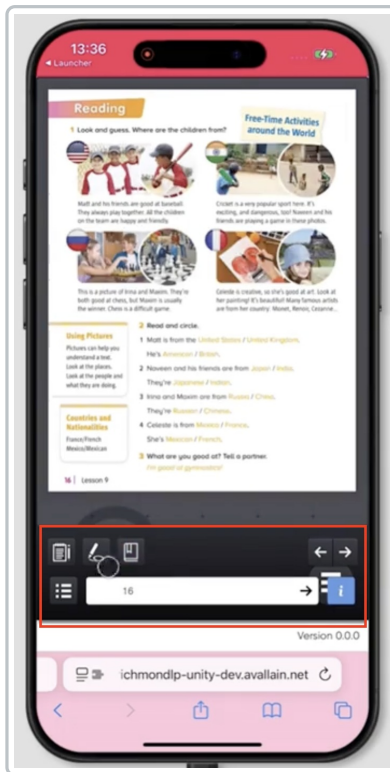 13:36
◄ Launcher
Reading
Free-Time Activities
around the World
1 Look and guess. Where are the children from?
Matt and his friends are good at baseball.
They always play together. All the children
on the team are happy and friendly.
Cricket is a very popular sport here. It's
exciting, and dangerous, too! Naveen and his
friends are playing a game in these photos.
This is a picture of Inna and Maxim. They're
both good at chess, but Maxim is usually
the winner. Chess is a difficult game.
Celeste is creative, so she's good at art. Look at
her painting! It's beautiful! Many famous artists
are from her country: Monet, Renoir, Cezanne...
Using Pictures
Pictures can help you
understand a text.
Look at the places.
Look at the people and
what they are doing.
Countries and
Nationalities
France/French
Mexico/Mexican
2 Read and circle.
1 Matt is from the United States / United Kingdom.
He's American / British.
2 Naveen and his friends are from Japan / India.
They're Japanese / Indian.
3 Inna and Maxim are from Russia / China.
They're Russian / Chinese.
4 Celeste is from Mexico / France.
She's Mexican / French.
3 What are you good at? Tell a partner.
I'm good at gymnastics!
16 | Lesson 9
16
i
Version 0.0.0
ichmondlp-unity-dev.avallain.net